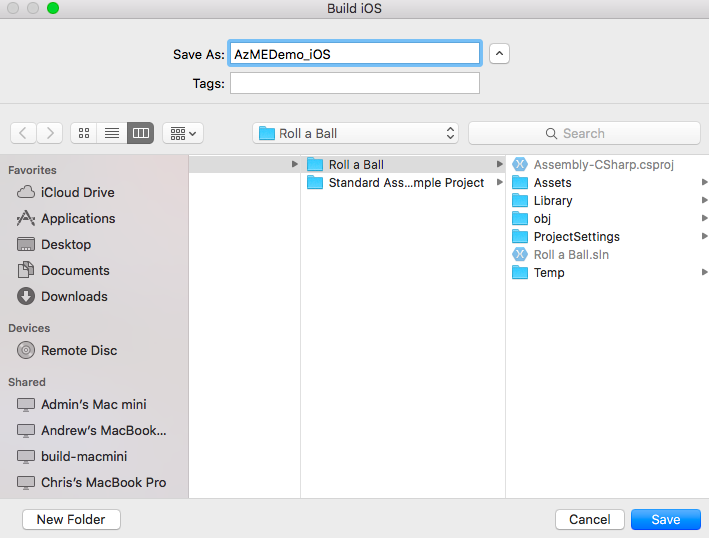 Build iOS
Save As: AzMEDemo_iOS
Tags:
Roll a Ball
Search
Favorites
iCloud Drive
Applications
Desktop
Documents
Downloads
Devices
Remote Disc
Shared
Admin's Mac mini
Andrew's MacBook...
build-macmini
Chris's MacBook Pro
Roll a Ball
Standard Ass...mple Project
Assembly-CSharp.csproj
Assets
Library
obj
ProjectSettings
Roll a Ball.sln
Temp
New Folder
Cancel
Save